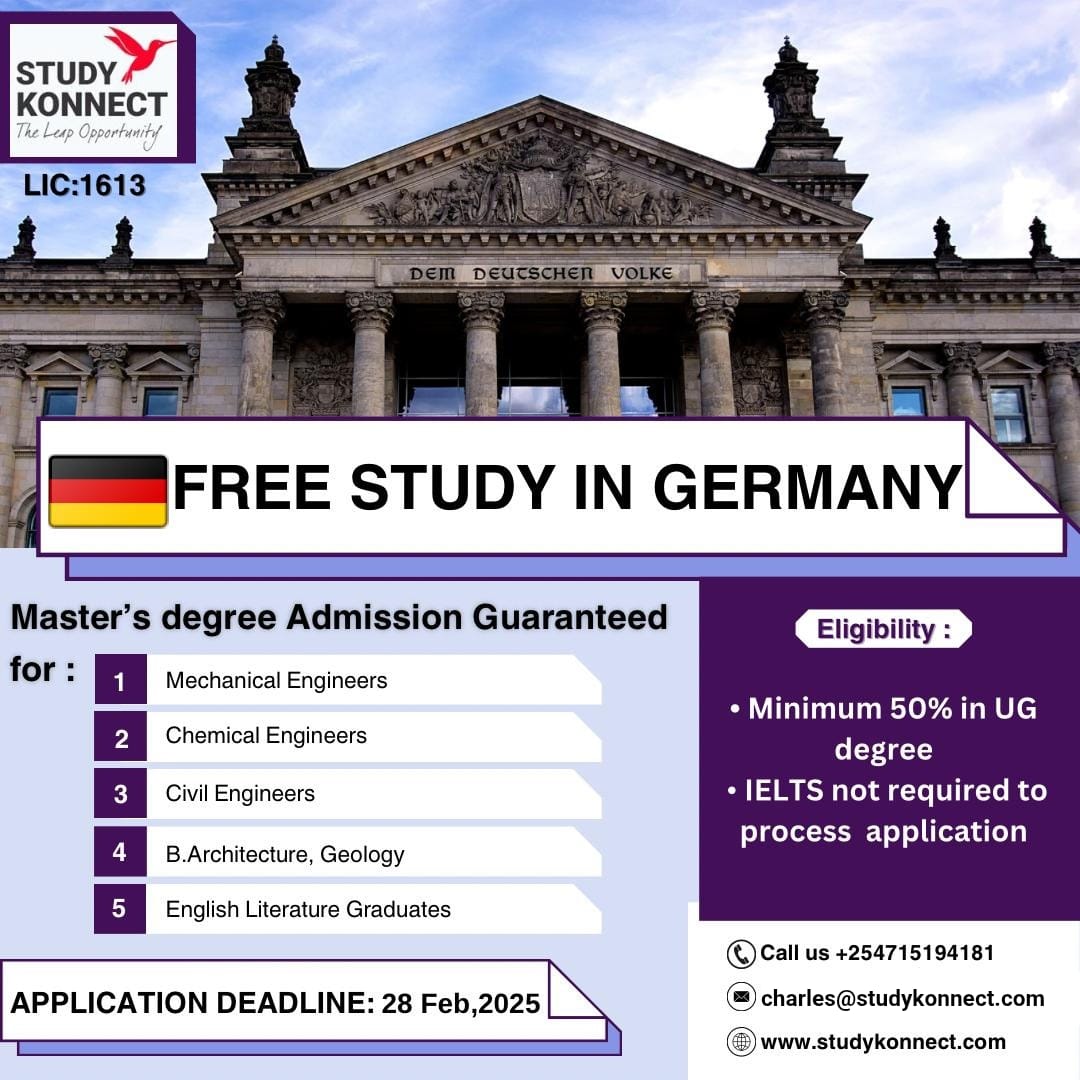 STUDY
KONNECT
The Leap Opportunity
LIC:1613
DEM DEUTSCHEN VOLKE
FREE STUDY IN GERMANY
Master’s degree Admission Guaranteed
for :
1 Mechanical Engineers
2 Chemical Engineers
3 Civil Engineers
4 B.Architecture, Geology
5 English Literature Graduates
APPLICATION DEADLINE: 28 Feb,2025
Eligibility :
• Minimum 50% in UG
degree
• IELTS not required to
process application
Call us +254715194181
charles@studykonnect.com
www.studykonnect.com